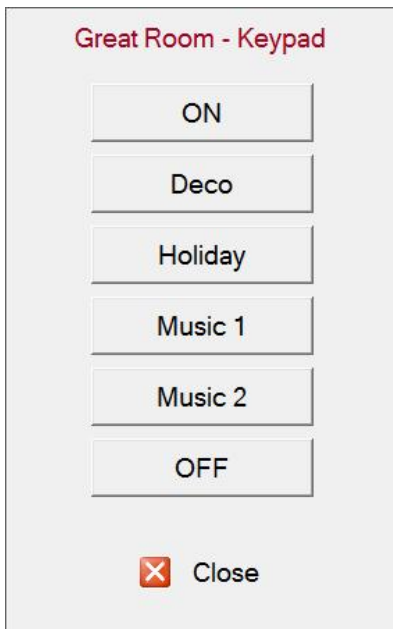 Great Room - Keypad
ON
Deco
Holiday
Music 1
Music 2
OFF
Close